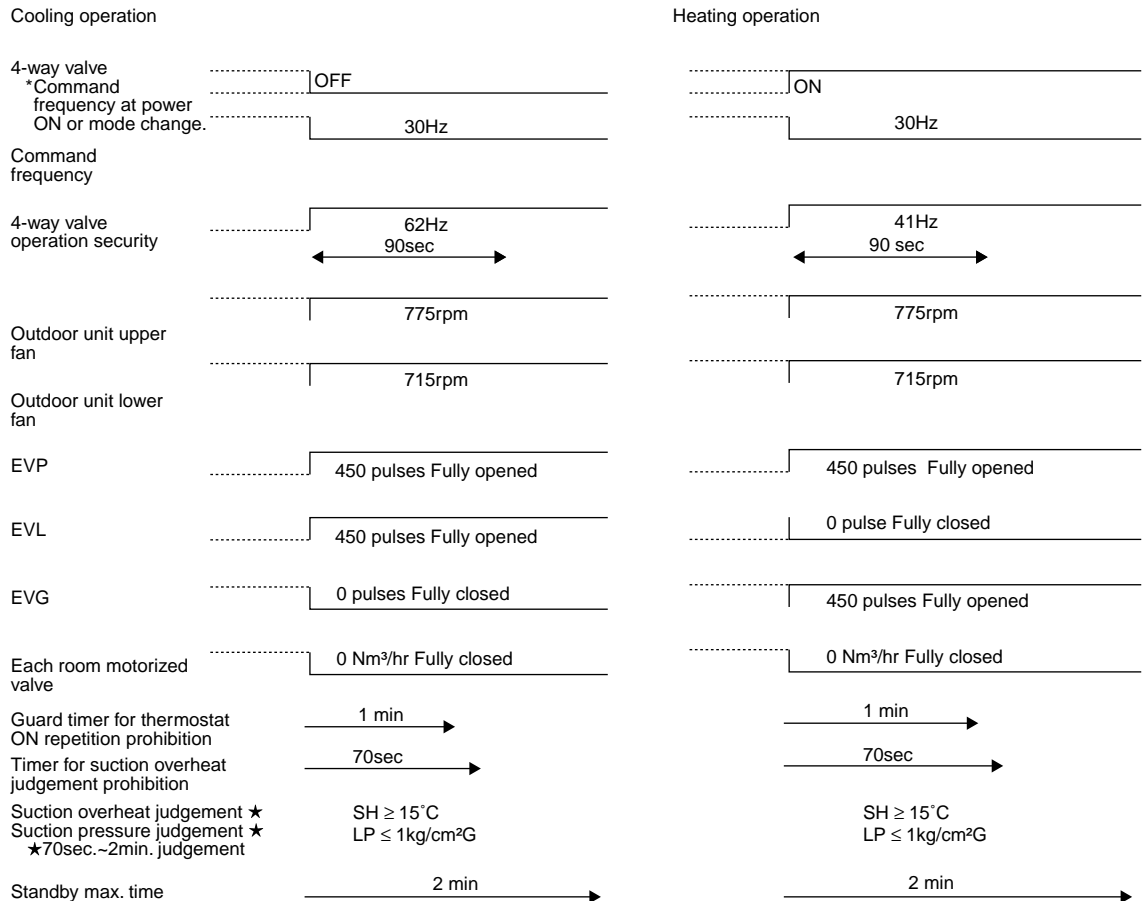 Cooling operation
Heating operation
4-way valve
*Command
frequency at power
ON or mode change.
OFF
ON
30Hz
30Hz
Command
frequency
4-way valve
operation security
62Hz
90sec
41Hz
90 sec
775rpm
775rpm
Outdoor unit upper
fan
715rpm
715rpm
Outdoor unit lower
fan
EVP
450 pulses Fully opened
450 pulses Fully opened
EVL
450 pulses Fully opened
0 pulse Fully closed
EVG
0 pulses Fully closed
450 pulses Fully opened
Each room motorized
valve
0 Nm³/hr Fully closed
0 Nm³/hr Fully closed
Guard timer for thermostat
ON repetition prohibition
1 min
1 min
Timer for suction overheat
judgement prohibition
70sec
70sec
Suction overheat judgement ★
SH ≥ 15˚C
SH ≥ 15˚C
Suction pressure judgement ★
LP ≤ 1kg/cm²G
LP ≤ 1kg/cm²G
★70sec.~2min. judgement
Standby max. time
2 min
2 min